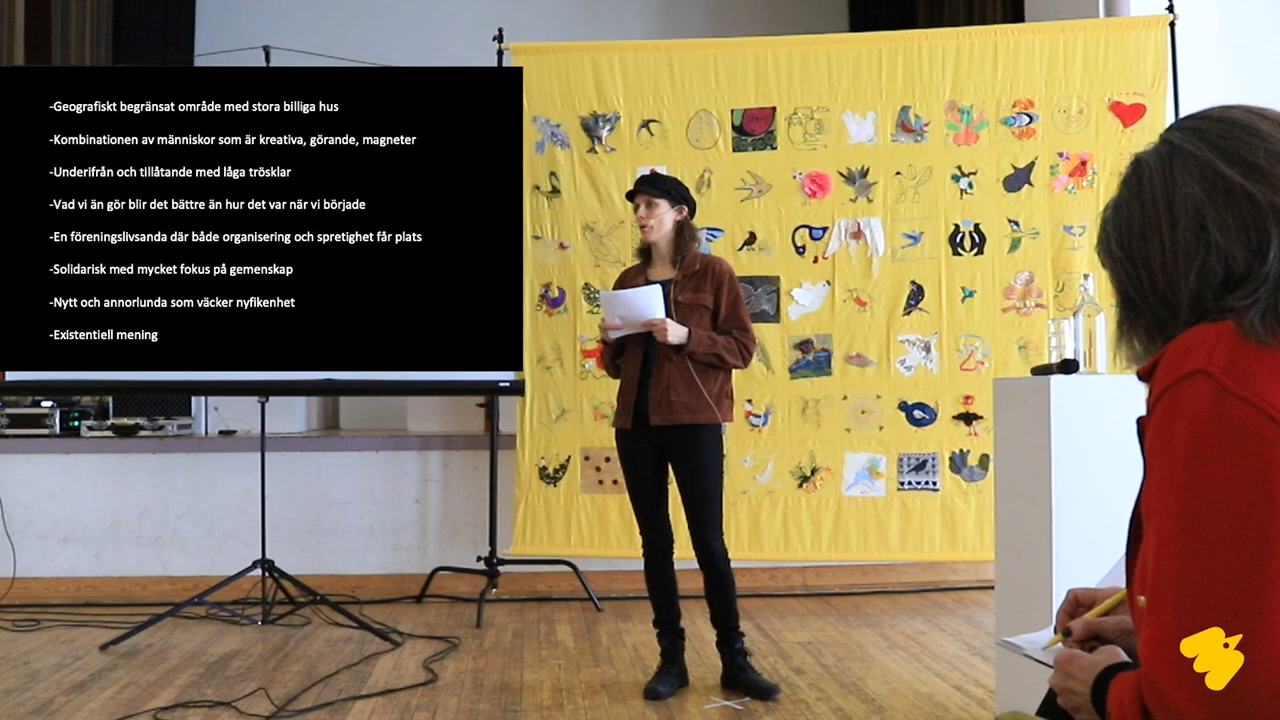 -Geografiskt begränsat område med stora billiga hus
-Kombinationen av människor som är kreativa, görande, magneter
-Underifrån och tillåtande med låga trösklar
-Vad vi än gör blir det bättre än hur det var när vi började
-En föreningslivsanda där både organisering och spretighet får plats
-Solidarisk med mycket fokus på gemenskap
-Nytt och annorlunda som väcker nyfikenhet
-Existentiell mening